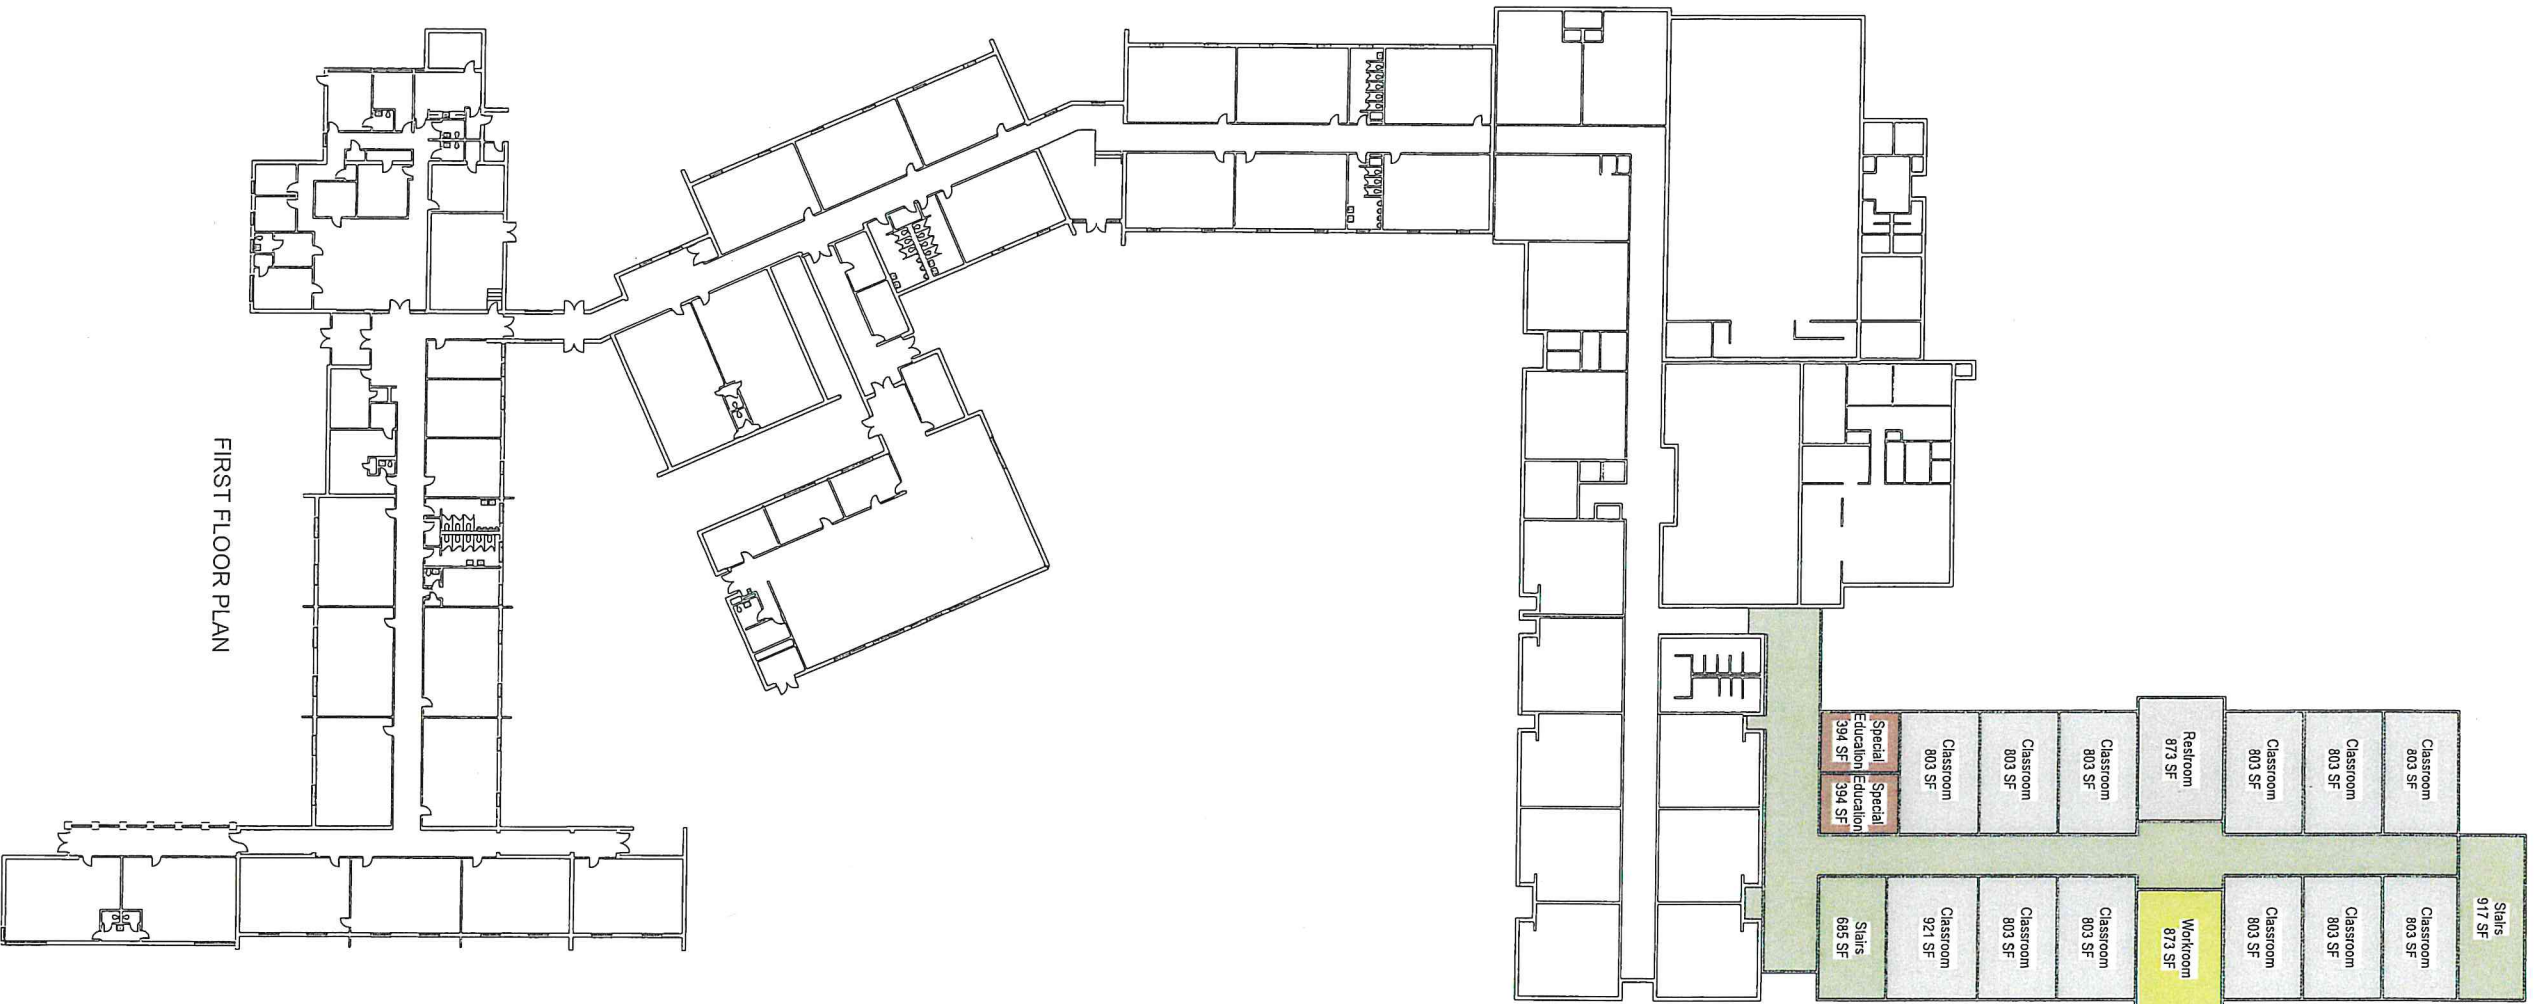 FIRST FLOOR PLAN
Special
Education
394 SF
Special
Education
394 SF
Classroom
803 SF
Classroom
803 SF
Classroom
803 SF
Restroom
873 SF
Classroom
803 SF
Classroom
803 SF
Classroom
803 SF
Stairs
685 SF
Classroom
921 SF
Classroom
803 SF
Classroom
803 SF
Workroom
873 SF
Classroom
803 SF
Classroom
803 SF
Classroom
803 SF
Stairs
917 SF